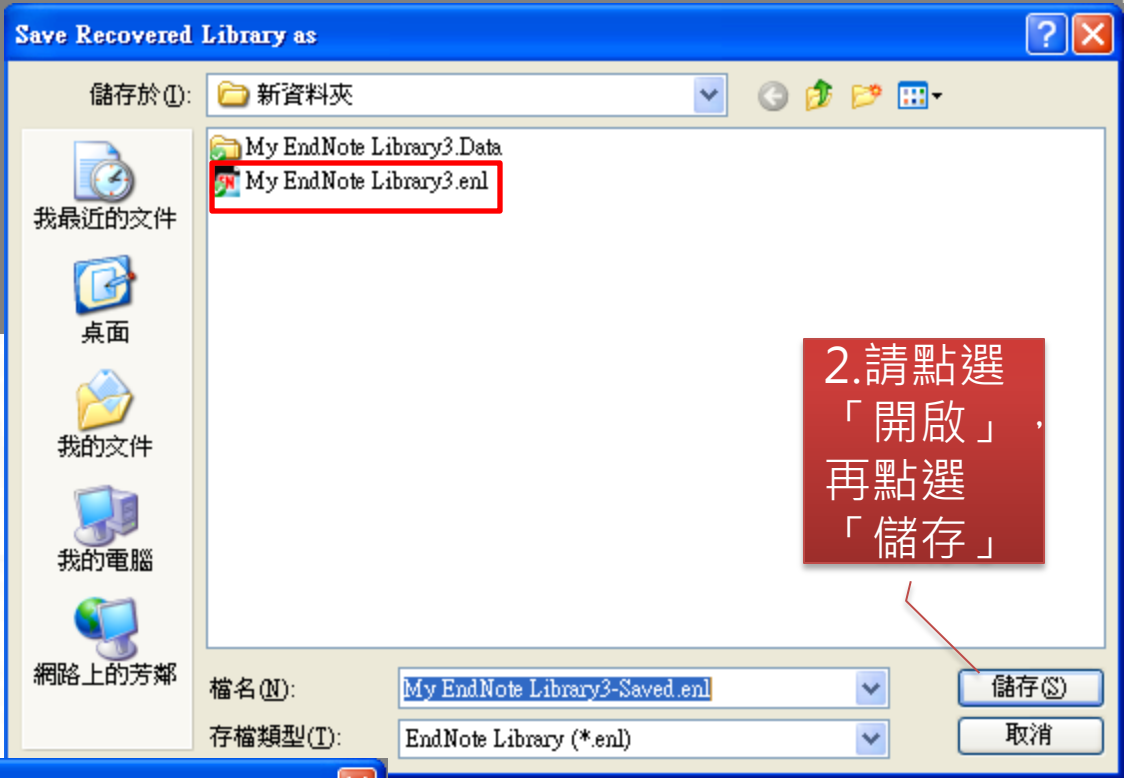 Save Recovered Library as
儲存於(I):
新資料夾
My EndNote Library3.Data
My EndNote Library3.enl
我最近的文件
桌面
我的文件
我的電腦
網路上的芳鄰
2.請點選
「開啟」，
再點選
「儲存」
檔名(N):
My EndNote Library3-Saved.enl
儲存(S)
存檔類型(T):
EndNote Library (*.enl)
取消